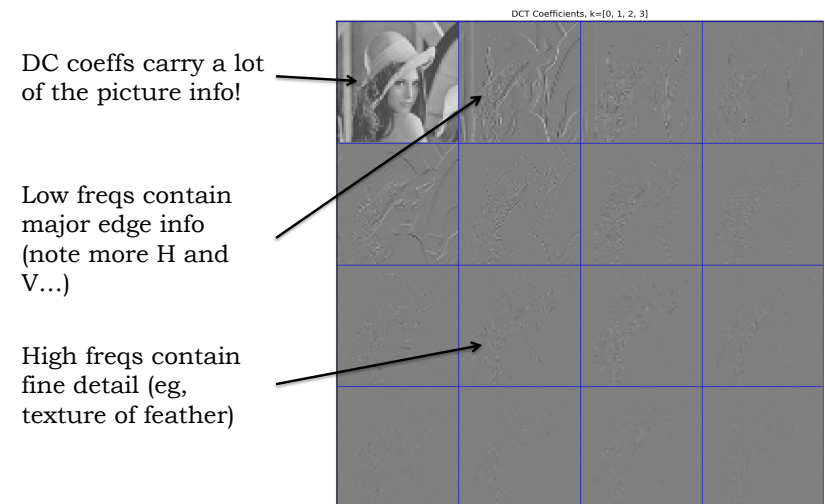 DCT Coefficients, k=[0, 1, 2, 3]
DC coeffs carry a lot
of the picture info!
Low freqs contain
major edge info
(note more H and
V…)
High freqs contain
fine detail (eg,
texture of feather)